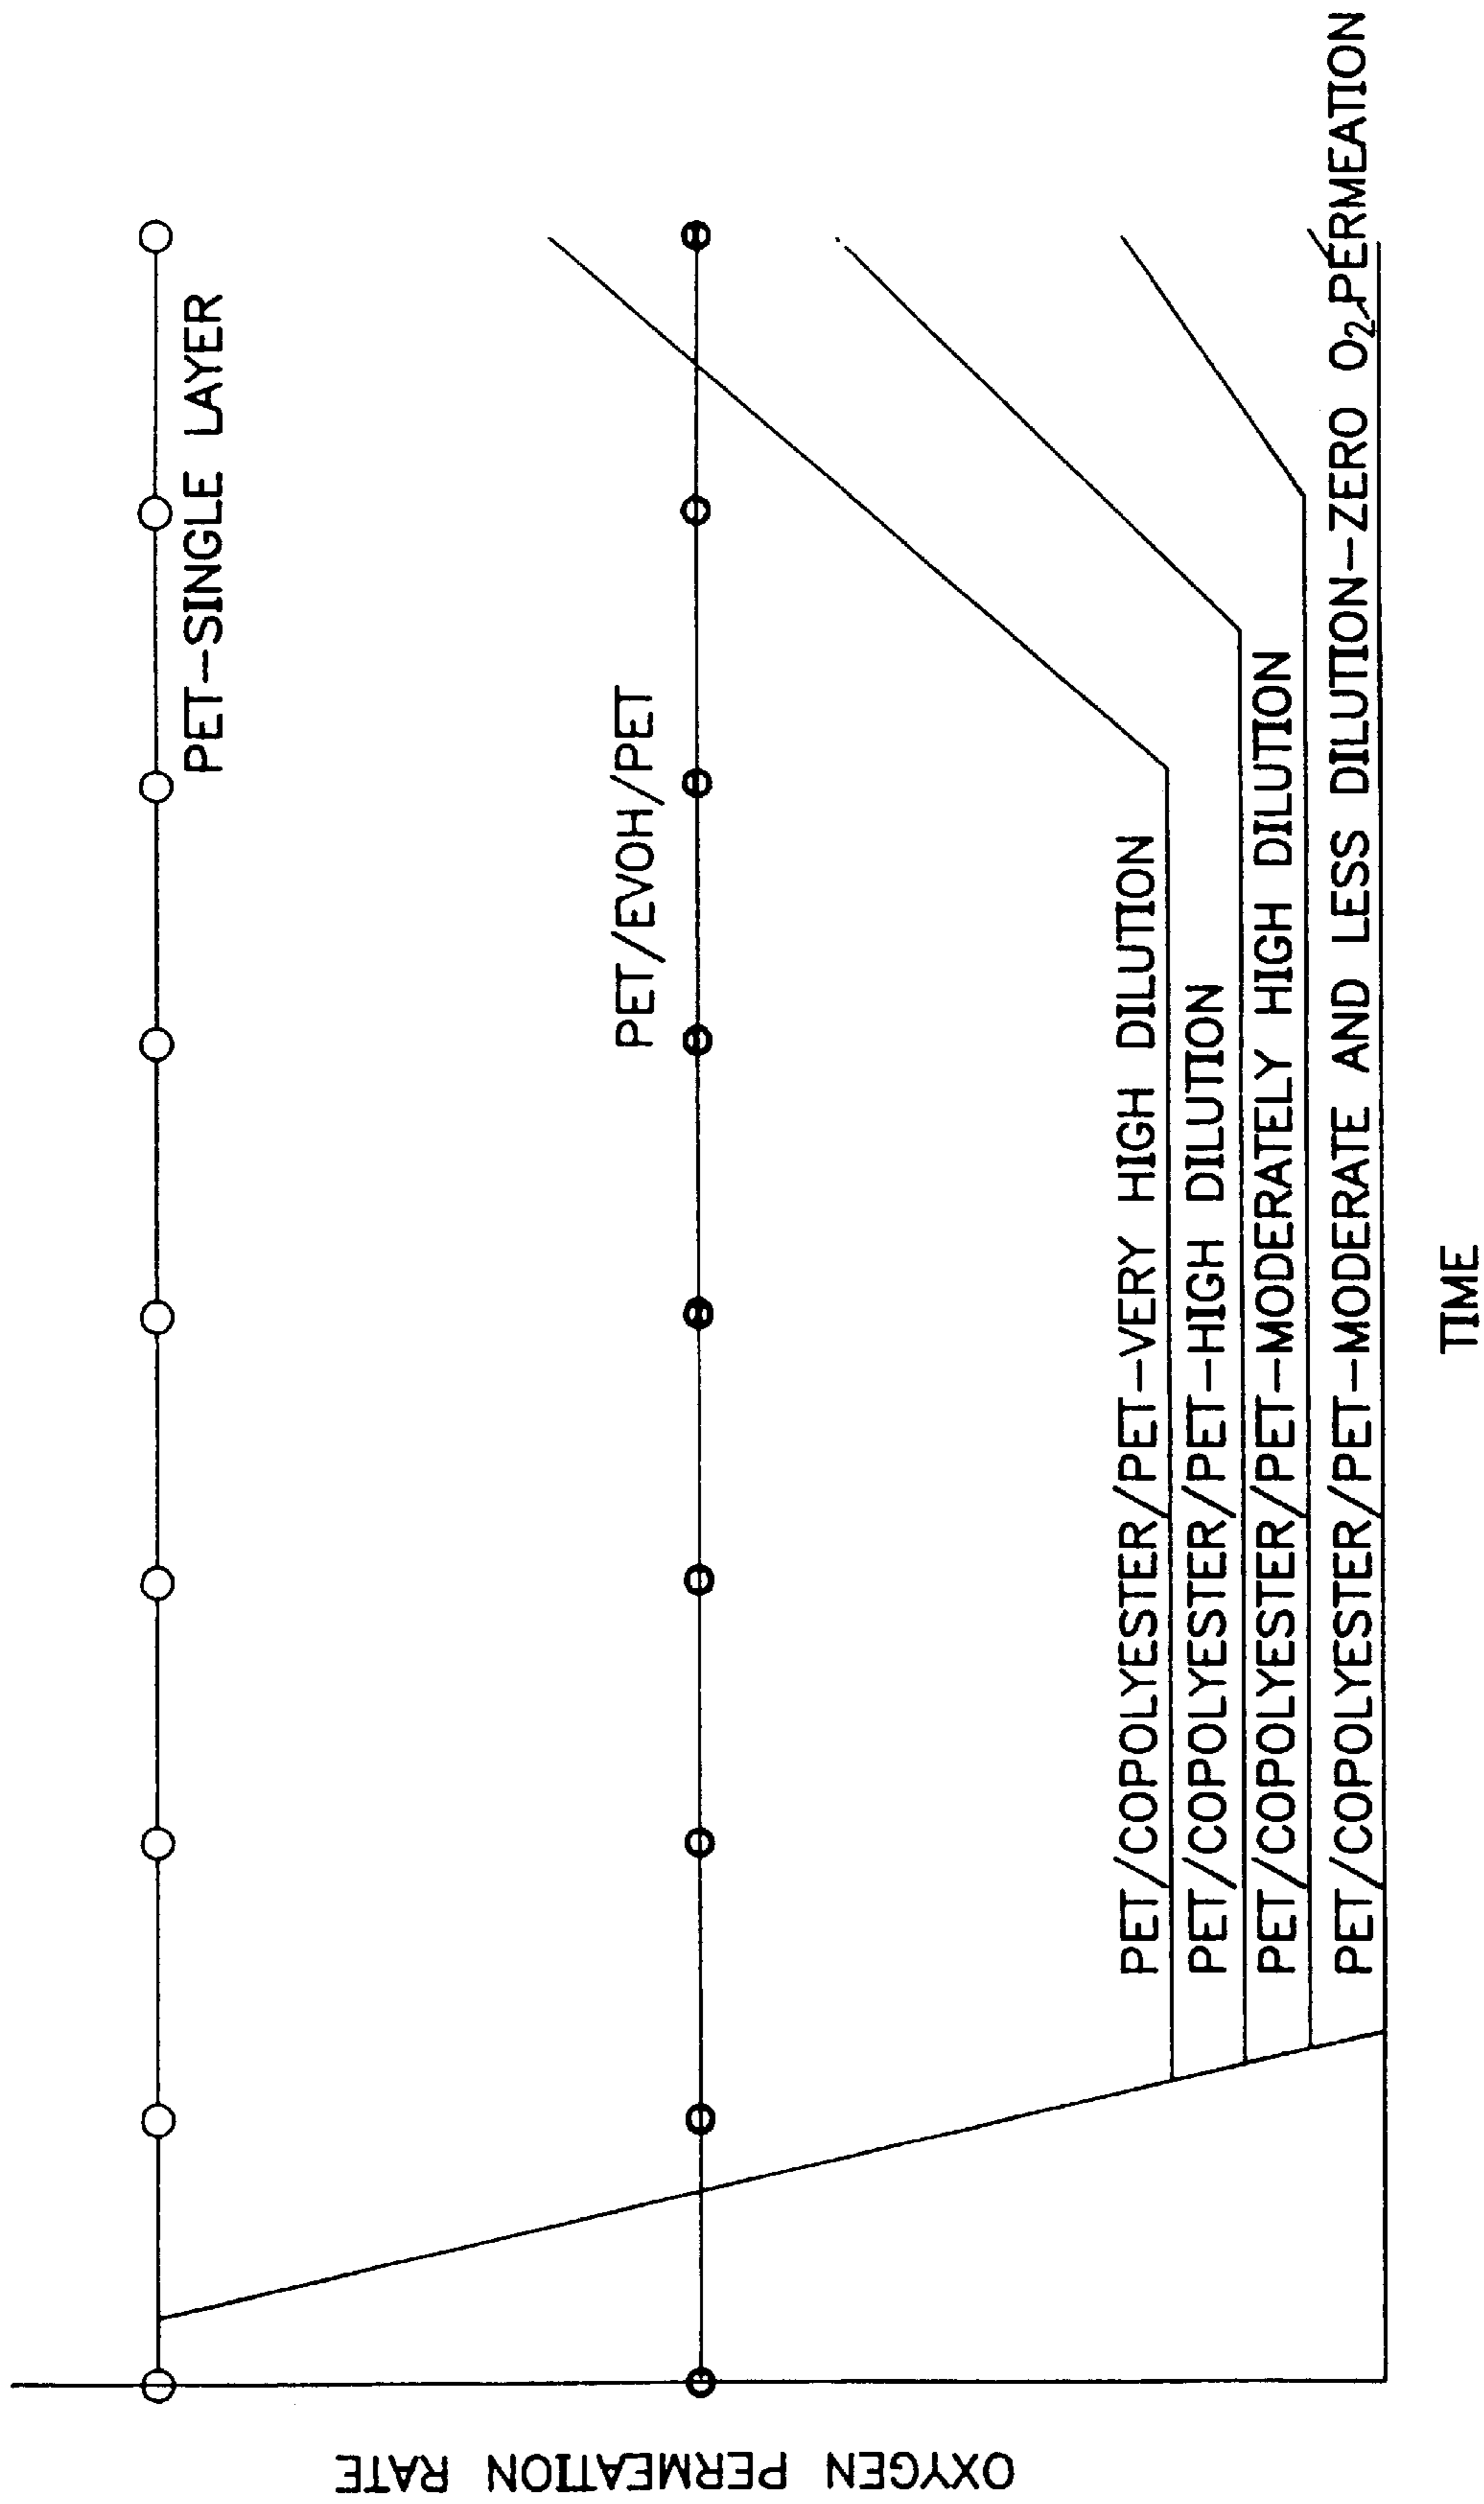 PET-SINGLE LAYER
PET/EVOH/PET
PET/COPOLYESTER/PET-VERY HIGH DILUTION
PET/COPOLYESTER/PET-HIGH DILUTION
PET/COPOLYESTER/PET-MODERATELY HIGH DILUTION
PET/COPOLYESTER/PET-MODERATE AND LESS DILUTION-ZERO O₂ PERMEATION
TIME
OXYGEN PERMEATION RATE